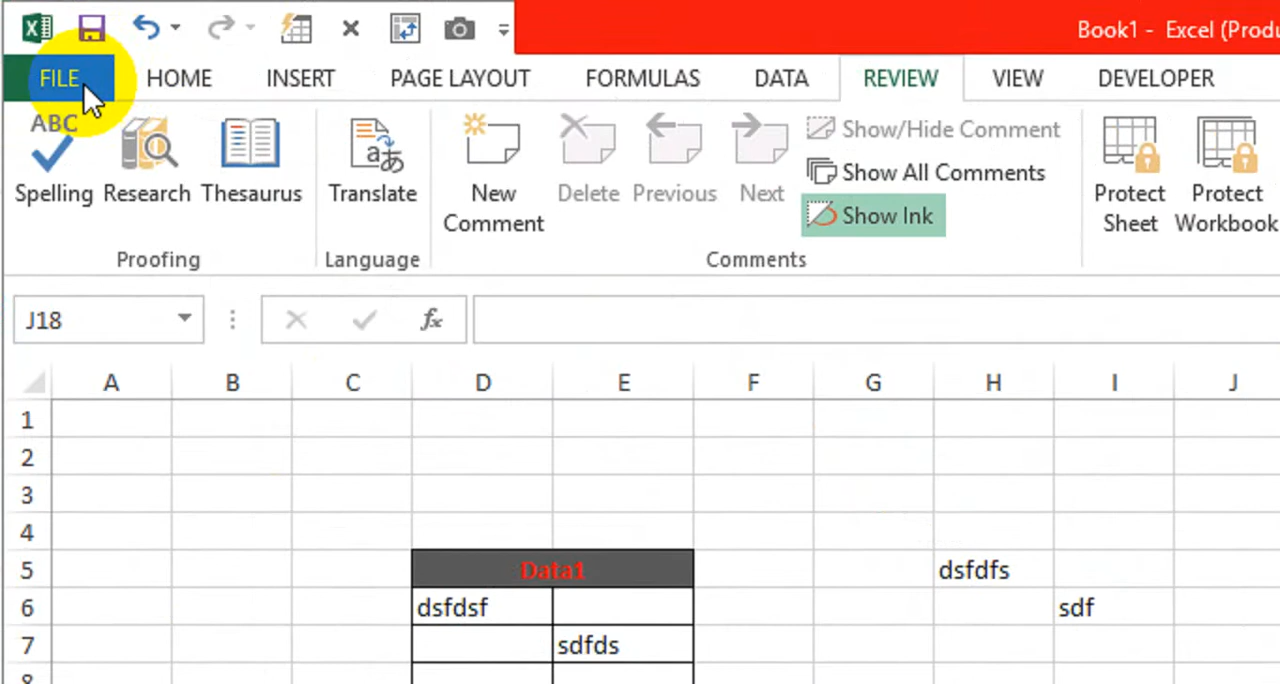 Book1 - Excel (Produ
FILE HOME INSERT PAGE LAYOUT FORMULAS DATA REVIEW VIEW DEVELOPER
ABC
Spelling Research Thesaurus
Translate
New Comment
Delete Previous Next
Show/Hide Comment
Show All Comments
Show Ink
Protect Sheet
Protect Workbook
Proofing Language Comments
J18 fx
A B C D E F G H I J
1
2
3
4
5 Data1 dsfdfs
6 dsfdsf sdf
7 sdfds
8